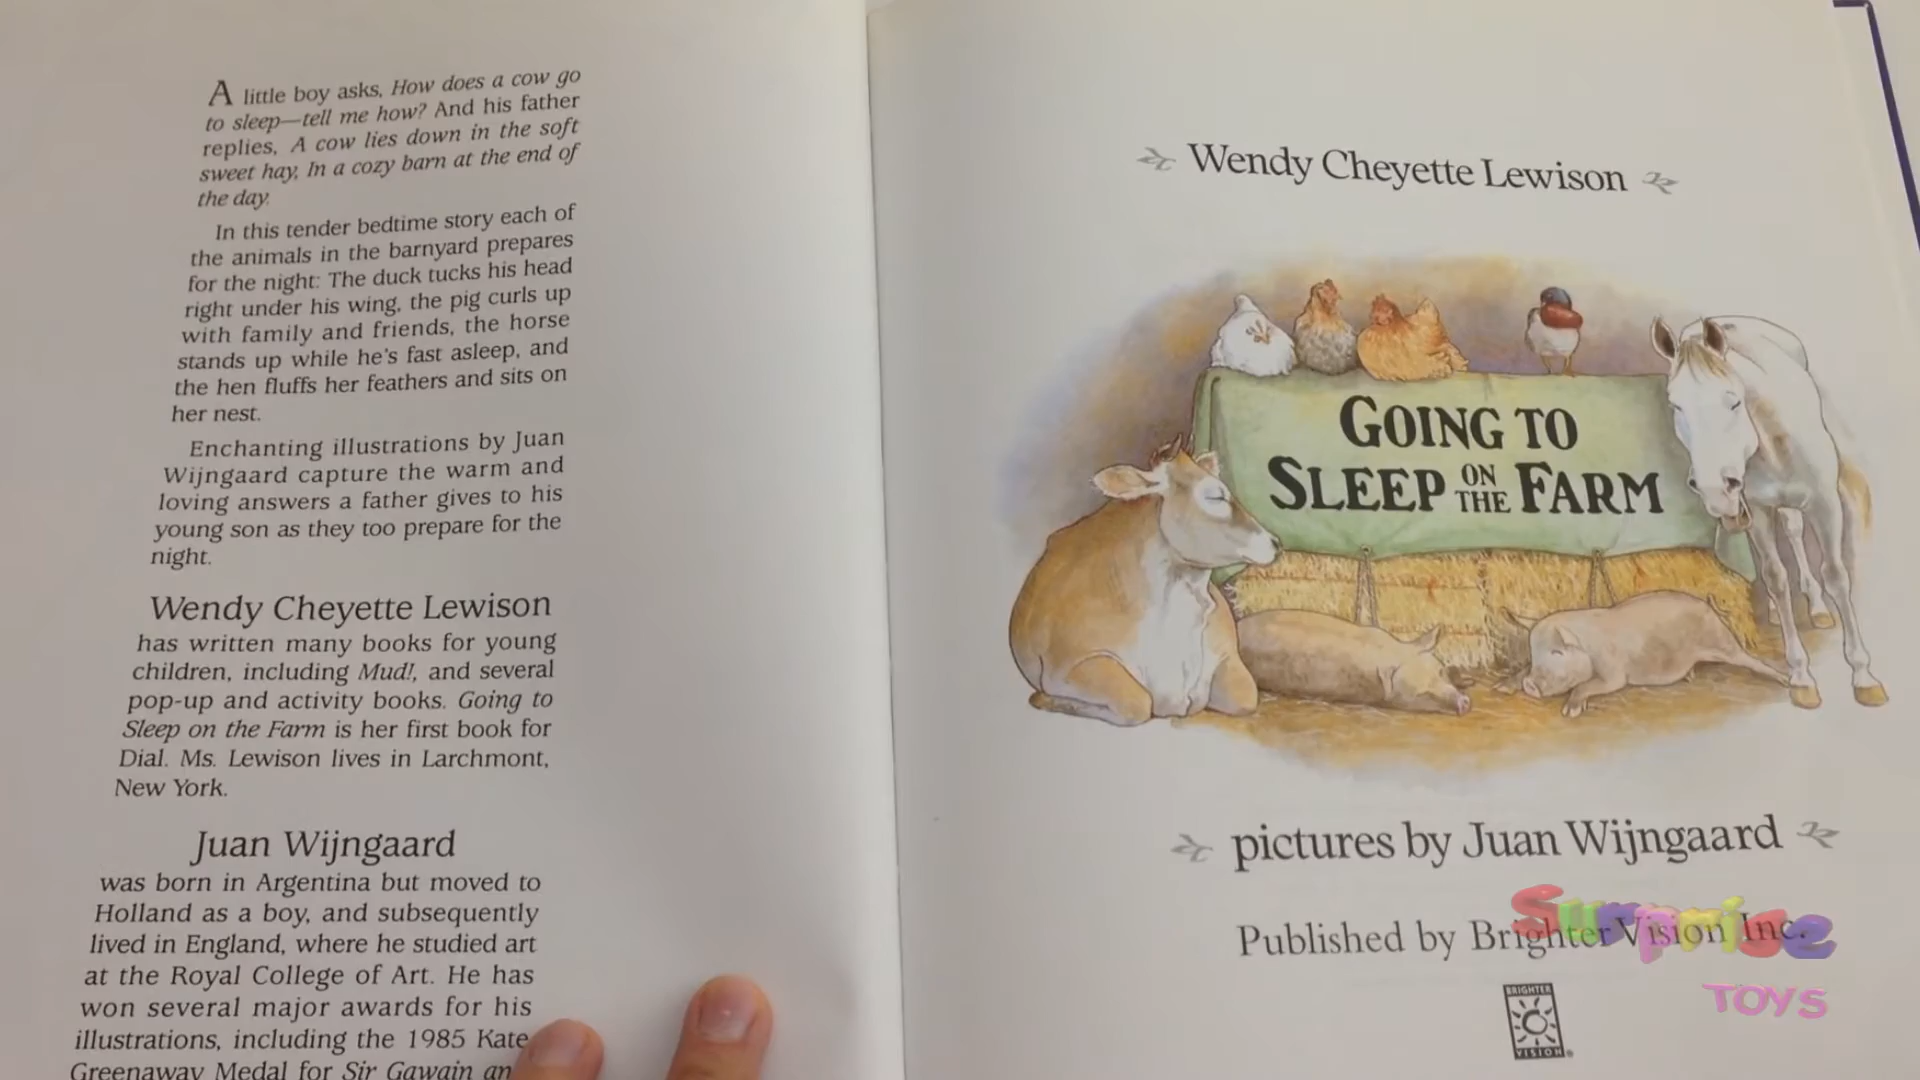 A little boy asks, How does a cow go
to sleep—tell me how? And his father
replies, A cow lies down in the soft
sweet hay, In a cozy barn at the end of
the day.
In this tender bedtime story each of
the animals in the barnyard prepares
for the night: The duck tucks his head
right under his wing, the pig curls up
with family and friends, the horse
stands up while he's fast asleep, and
the hen fluffs her feathers and sits on
her nest.
Enchanting illustrations by Juan
Wijngaard capture the warm and
loving answers a father gives to his
young son as they too prepare for the
night.
Wendy Cheyette Lewison
has written many books for young
children, including Mud!, and several
pop-up and activity books. Going to
Sleep on the Farm is her first book for
Dial. Ms. Lewison lives in Larchmont,
New York.
Juan Wijngaard
was born in Argentina but moved to
Holland as a boy, and subsequently
lived in England, where he studied art
at the Royal College of Art. He has
won several major awards for his
illustrations, including the 1985 Kate
Greenaway Medal for Sir Gawain
Wendy Cheyette Lewison
GOING TO
SLEEP ON THE FARM
pictures by Juan Wijngaard
Published by Brighter Vision Inc.
BRIGHTER
VISION
Surprise
TOYS